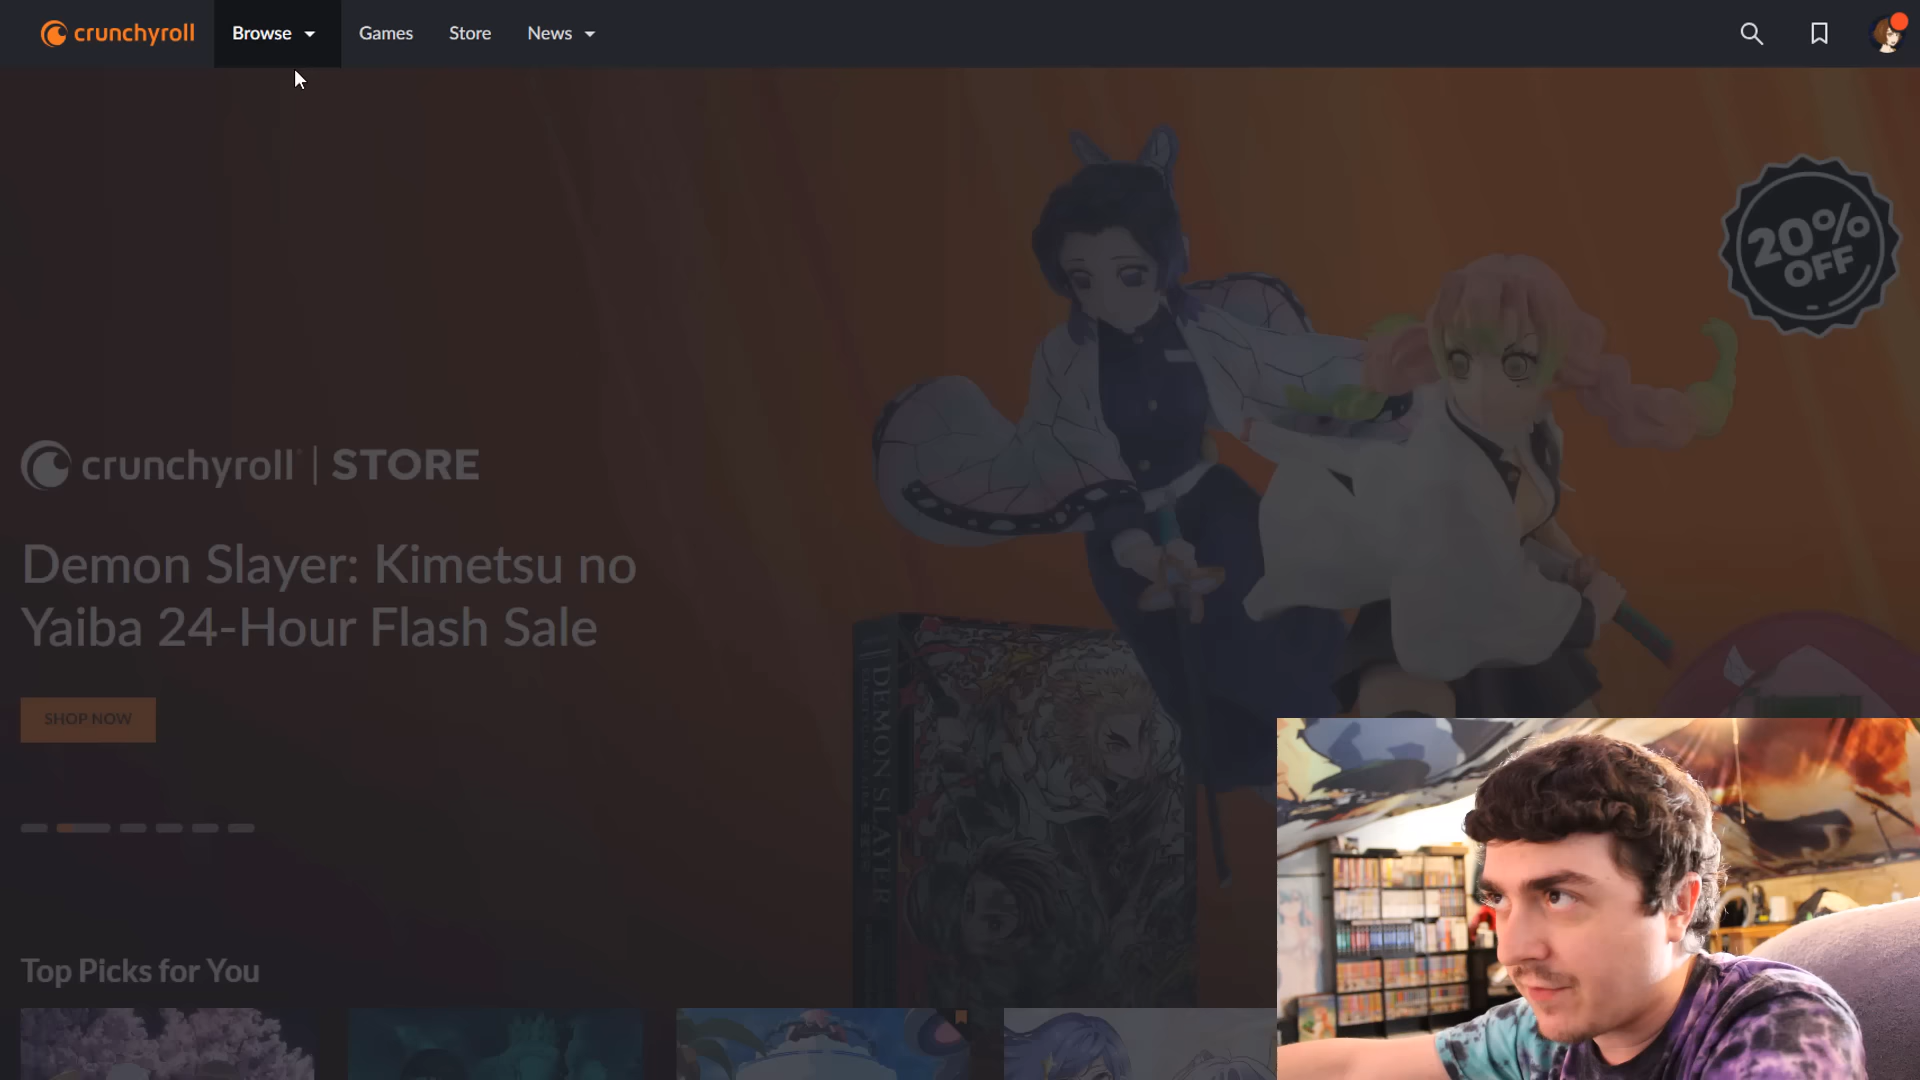 crunchyroll
Browse
Games
Store
News
20%
OFF
crunchyroll | STORE
Demon Slayer: Kimetsu no
Yaiba 24-Hour Flash Sale
SHOP NOW
DEMON SLAYER
Top Picks for You